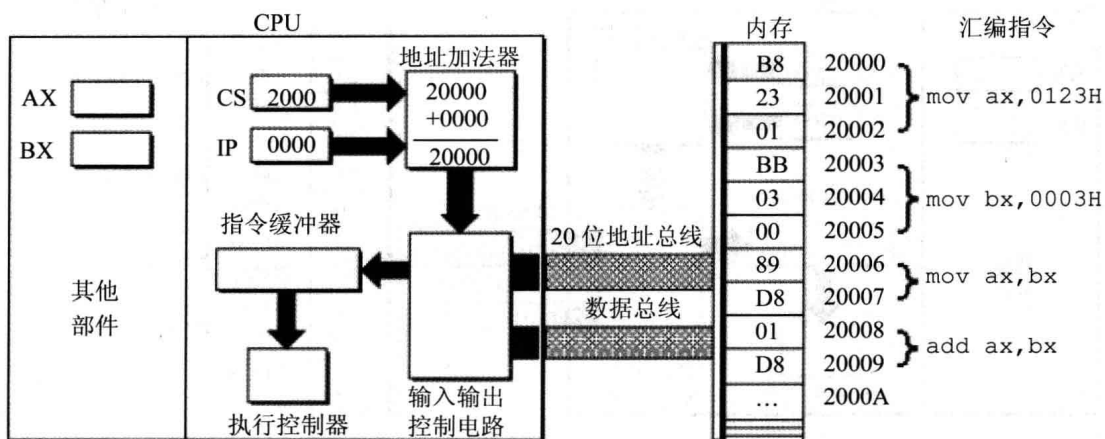 CPU
内存
汇编指令
地址加法器
AX
BX
CS 2000
IP 0000
20000
+0000
20000
指令缓冲器
其他
部件
执行控制器
输入输出
控制电路
20 位地址总线
数据总线
B8 20000
23 20001
01 20002
mov ax,0123H
BB 20003
03 20004
00 20005
mov bx,0003H
89 20006
D8 20007
mov ax,bx
01 20008
D8 20009
add ax,bx
… 2000A